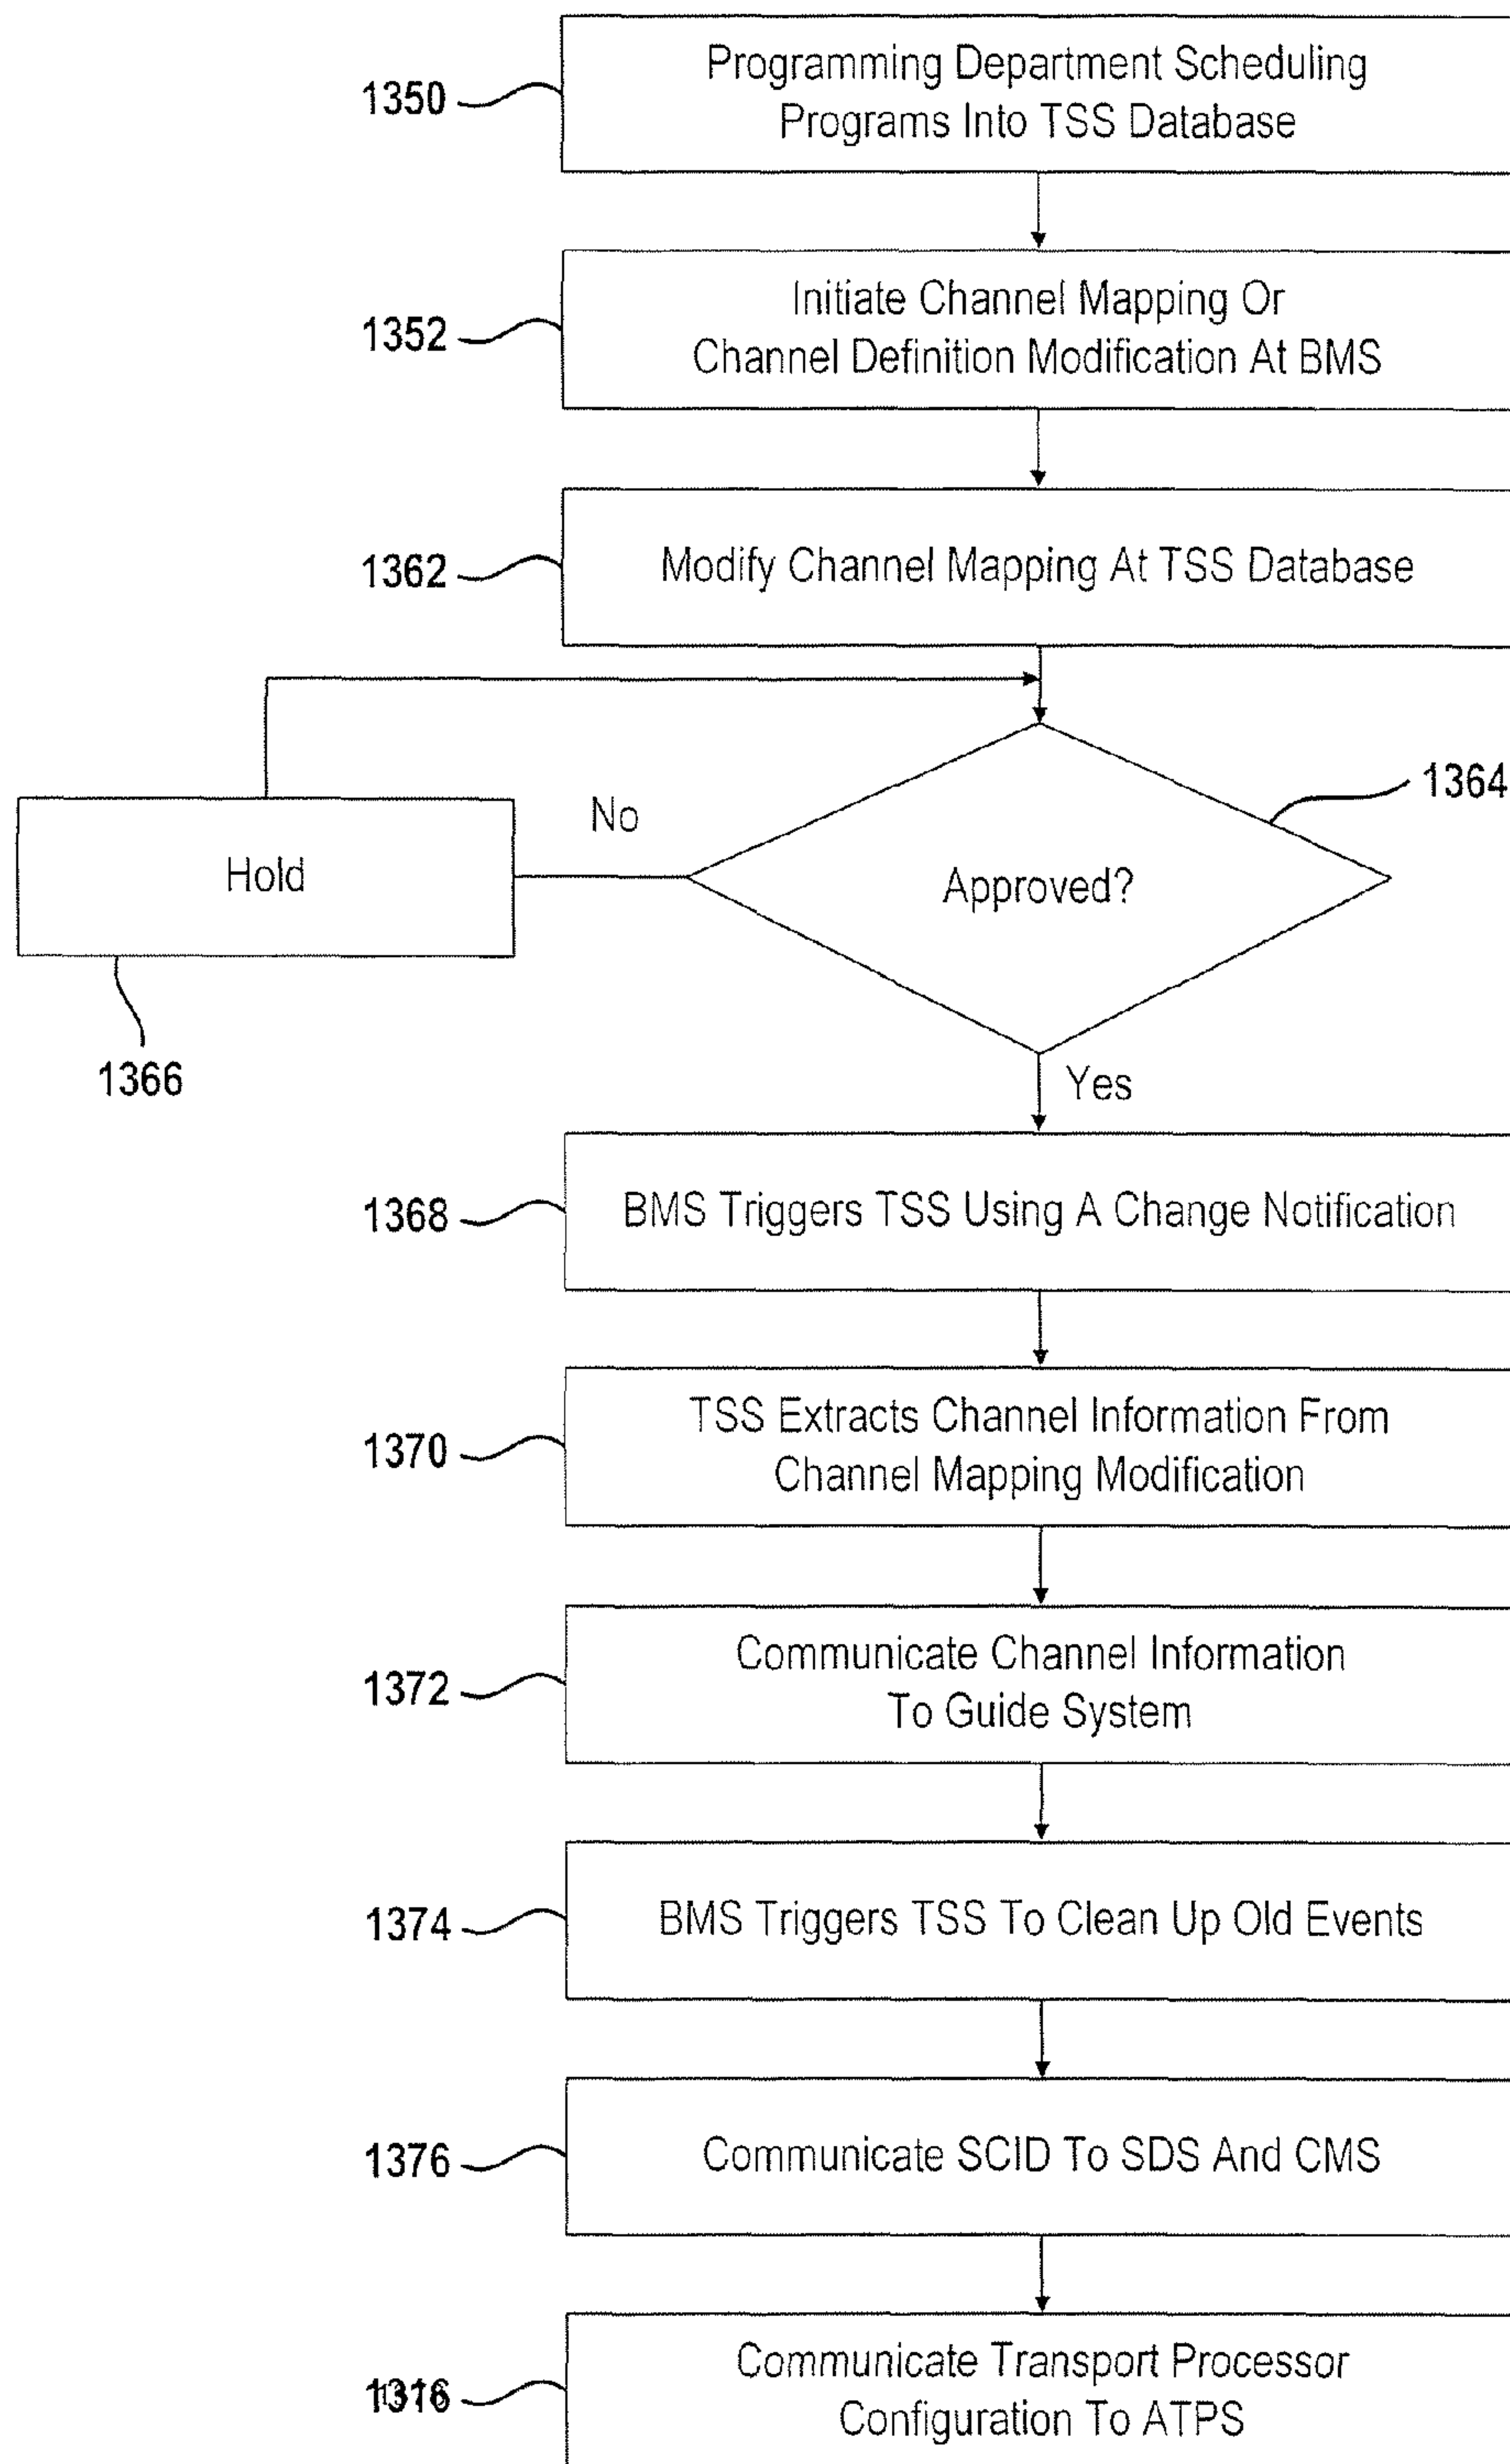 Programming Department Scheduling
Programs Into TSS Database
1350
Initiate Channel Mapping Or
Channel Definition Modification At BMS
1352
Modify Channel Mapping At TSS Database
1362
1364
No
Hold
Approved?
1366
Yes
BMS Triggers TSS Using A Change Notification
1368
TSS Extracts Channel Information From
Channel Mapping Modification
1370
Communicate Channel Information
To Guide System
1372
BMS Triggers TSS To Clean Up Old Events
1374
Communicate SCID To SDS And CMS
1376
Communicate Transport Processor
Configuration To ATPS